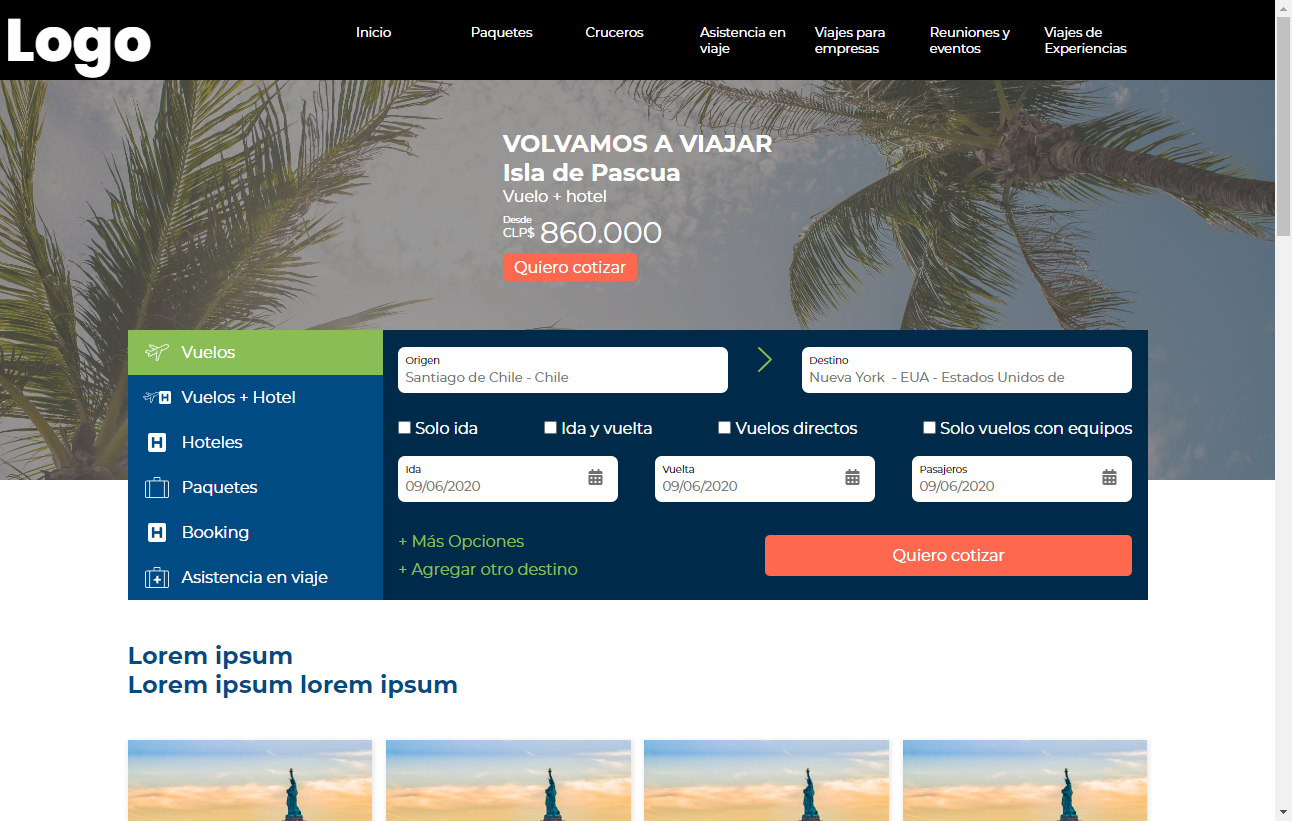 Logo
Inicio
Paquetes
Cruceros
Asistencia en
viaje
Viajes para
empresas
Reuniones y
eventos
Viajes de
Experiencias
VOLVAMOS A VIAJAR
Isla de Pascua
Vuelo + hotel
Desde
CLP$ 860.000
Quiero cotizar
Vuelos
Vuelos + Hotel
Hoteles
Paquetes
Booking
Asistencia en viaje
Origen
Santiago de Chile - Chile
Destino
Nueva York - EUA - Estados Unidos de
Solo ida
Ida y vuelta
Vuelos directos
Solo vuelos con equipos
Ida
09/06/2020
Vuelta
09/06/2020
Pasajeros
09/06/2020
+ Más Opciones
+ Agregar otro destino
Quiero cotizar
Lorem ipsum
Lorem ipsum lorem ipsum